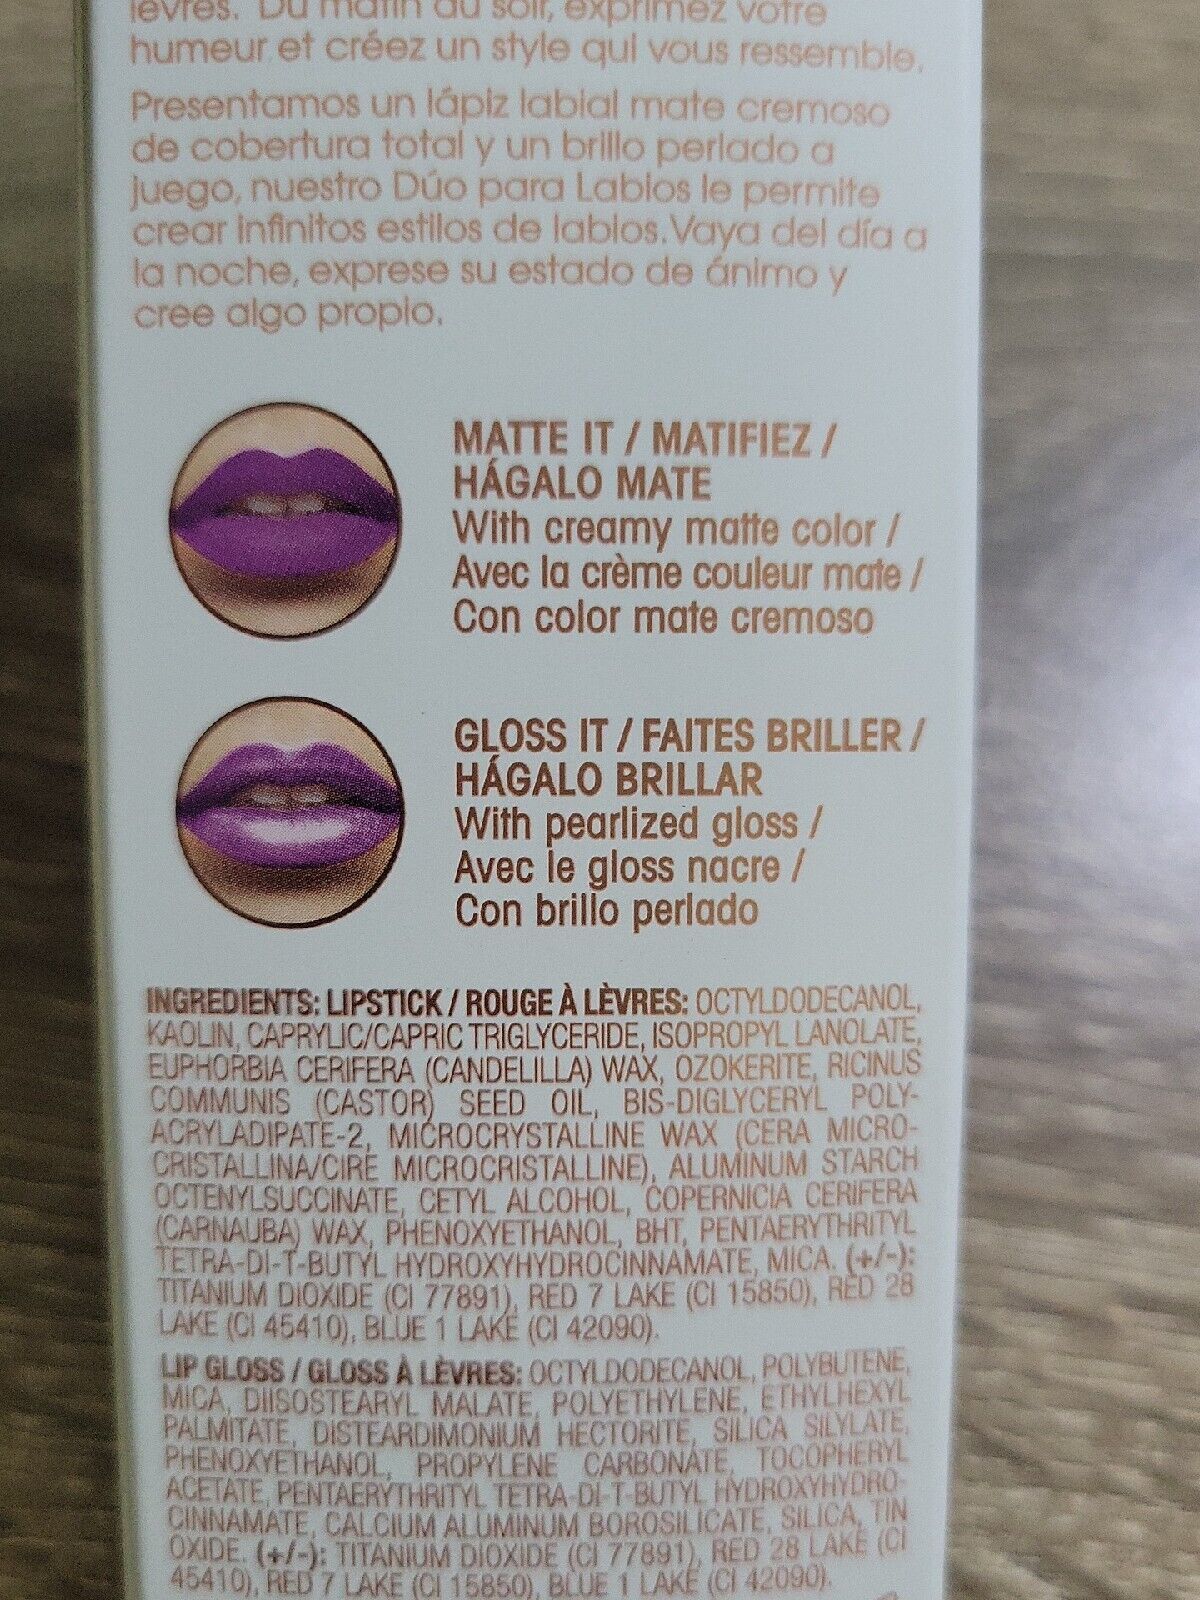 lèvres. Du matin au soir, exprimez votre
humeur et créez un style qui vous ressemble.
Presentamos un lápiz labial mate cremoso
de cobertura total y un brillo perlado a
juego, nuestro Dúo para Labios le permite
crear infinitos estilos de labios. Vaya del día a
la noche, exprese su estado de ánimo y
cree algo propio.
MATTE IT / MATIFIEZ /
HÁGALO MATE
With creamy matte color /
Avec la crème couleur mate /
Con color mate cremoso
GLOSS IT / FAITES BRILLER /
HÁGALO BRILLAR
With pearlized gloss /
Avec le gloss nacre /
Con brillo perlado
INGREDIENTS: LIPSTICK / ROUGE À LÈVRES: OCTYLDODECANOL,
KAOLIN, CAPRYLIC/CAPRIC TRIGLYCERIDE, ISOPROPYL LANOLATE,
EUPHORBIA CERIFERA (CANDELILLA) WAX, OZOKERITE, RICINUS
COMMUNIS (CASTOR) SEED OIL, BIS-DIGLYCERYL POLY-
ACRYLADIPATE-2, MICROCRYSTALLINE WAX (CERA MICRO-
CRISTALLINA/CIRE MICROCRISTALLINE), ALUMINUM STARCH
OCTENYLSUCCINATE, CETYL ALCOHOL, COPERNICIA CERIFERA
(CARNAUBA) WAX, PHENOXYETHANOL, BHT, PENTAERYTHRITYL
TETRA-DI-T-BUTYL HYDROXYHYDROCINNAMATE, MICA. (+/-):
TITANIUM DIOXIDE (CI 77891), RED 7 LAKE (CI 15850), RED 28
LAKE (CI 45410), BLUE 1 LAKE (CI 42090).
LIP GLOSS / GLOSS À LÈVRES: OCTYLDODECANOL, POLYBUTENE,
MICA, DIISOSTEARYL MALATE, POLYETHYLENE, ETHYLHEXYL
PALMITATE, DISTEARDIMONIUM HECTORITE, SILICA SILYLATE,
PHENOXYETHANOL, PROPYLENE CARBONATE, TOCOPHERYL
ACETATE, PENTAERYTHRITYL TETRA-DI-T-BUTYL HYDROXYHYDRO-
CINNAMATE, CALCIUM ALUMINUM BOROSILICATE, SILICA, TIN
OXIDE. (+/-): TITANIUM DIOXIDE (CI 77891), RED 28 LAKE (CI
45410), RED 7 LAKE (CI 15850), BLUE 1 LAKE (CI 42090).